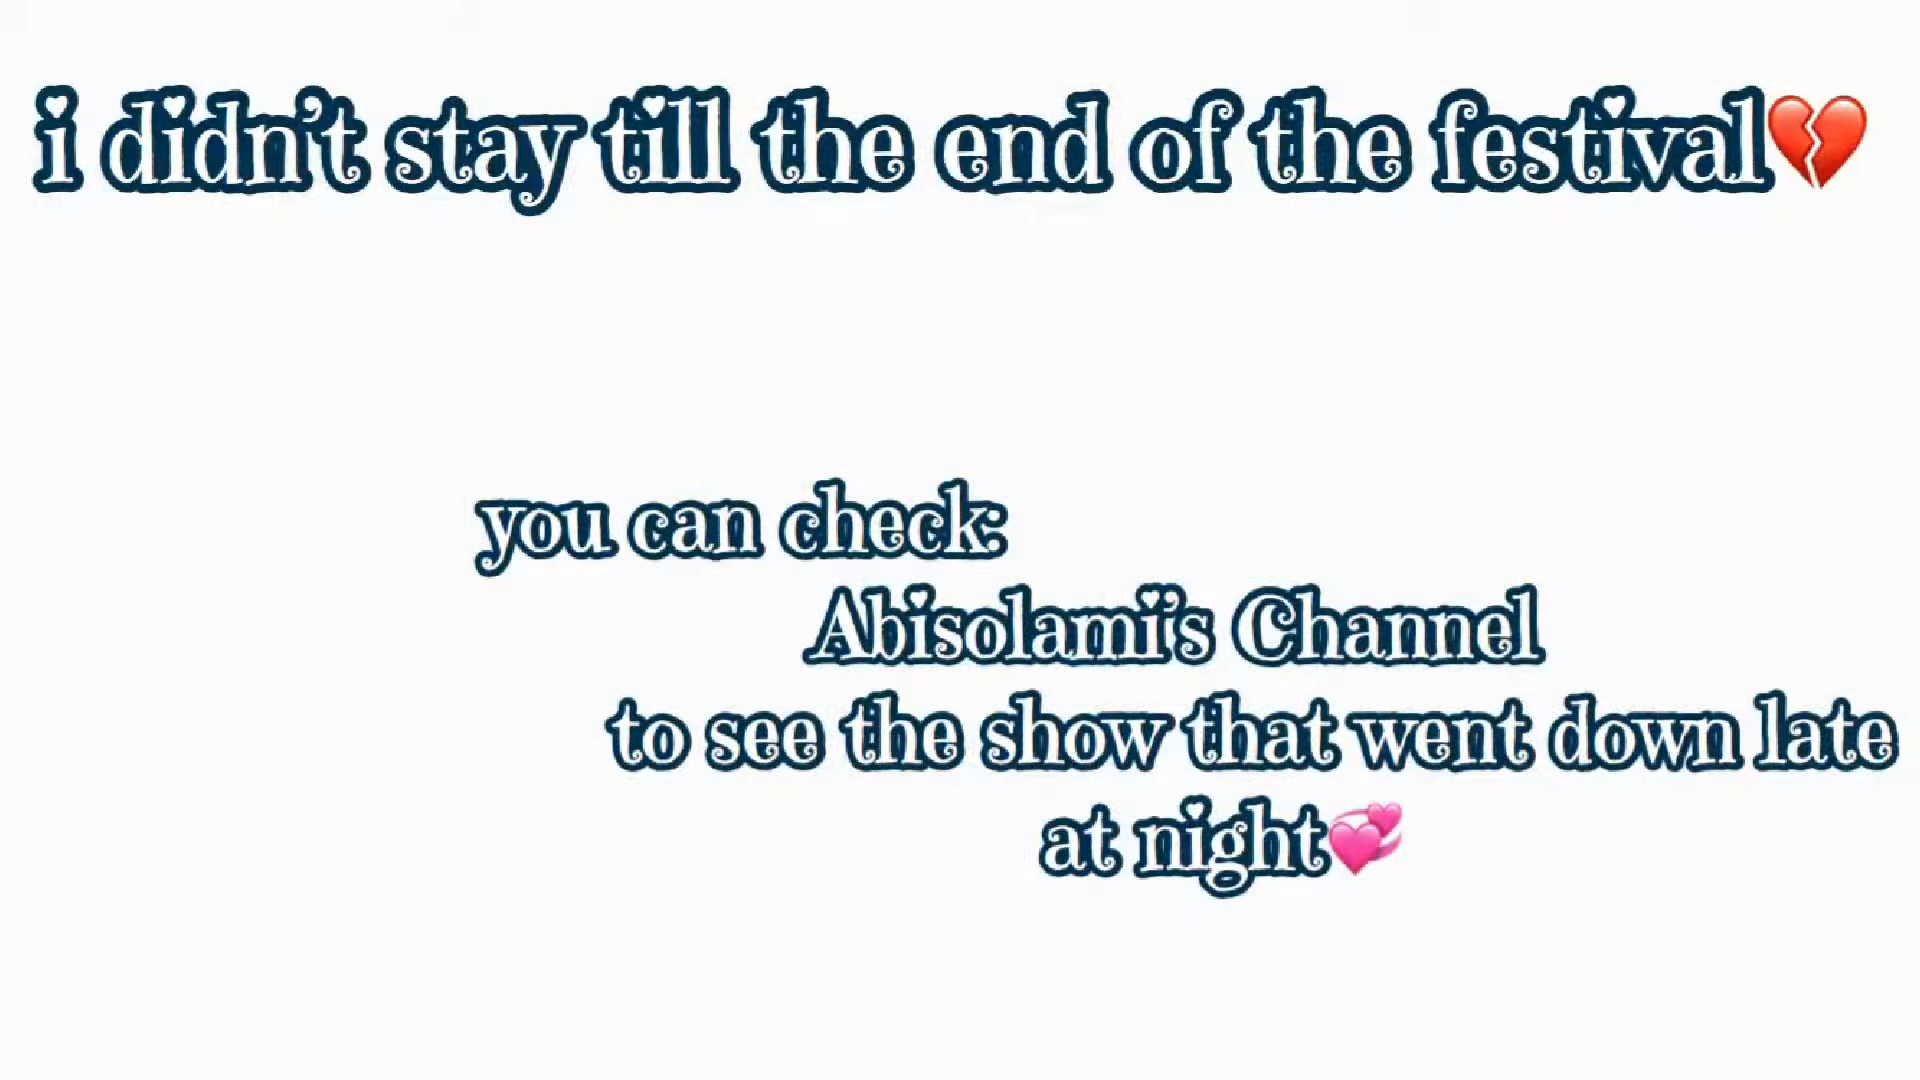 i didn't stay till the end of the festival💔
you can check:
Abisolami's Channel
to see the show that went down late
at night💞